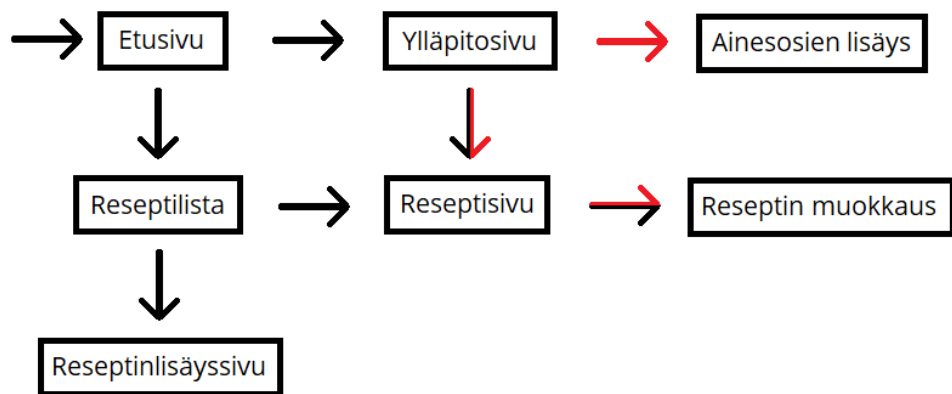 Etusivu
Ylläpitosivu
Ainesosien lisäys
Reseptilista
Reseptisivu
Reseptin muokkaus
Reseptinlisäyssivu